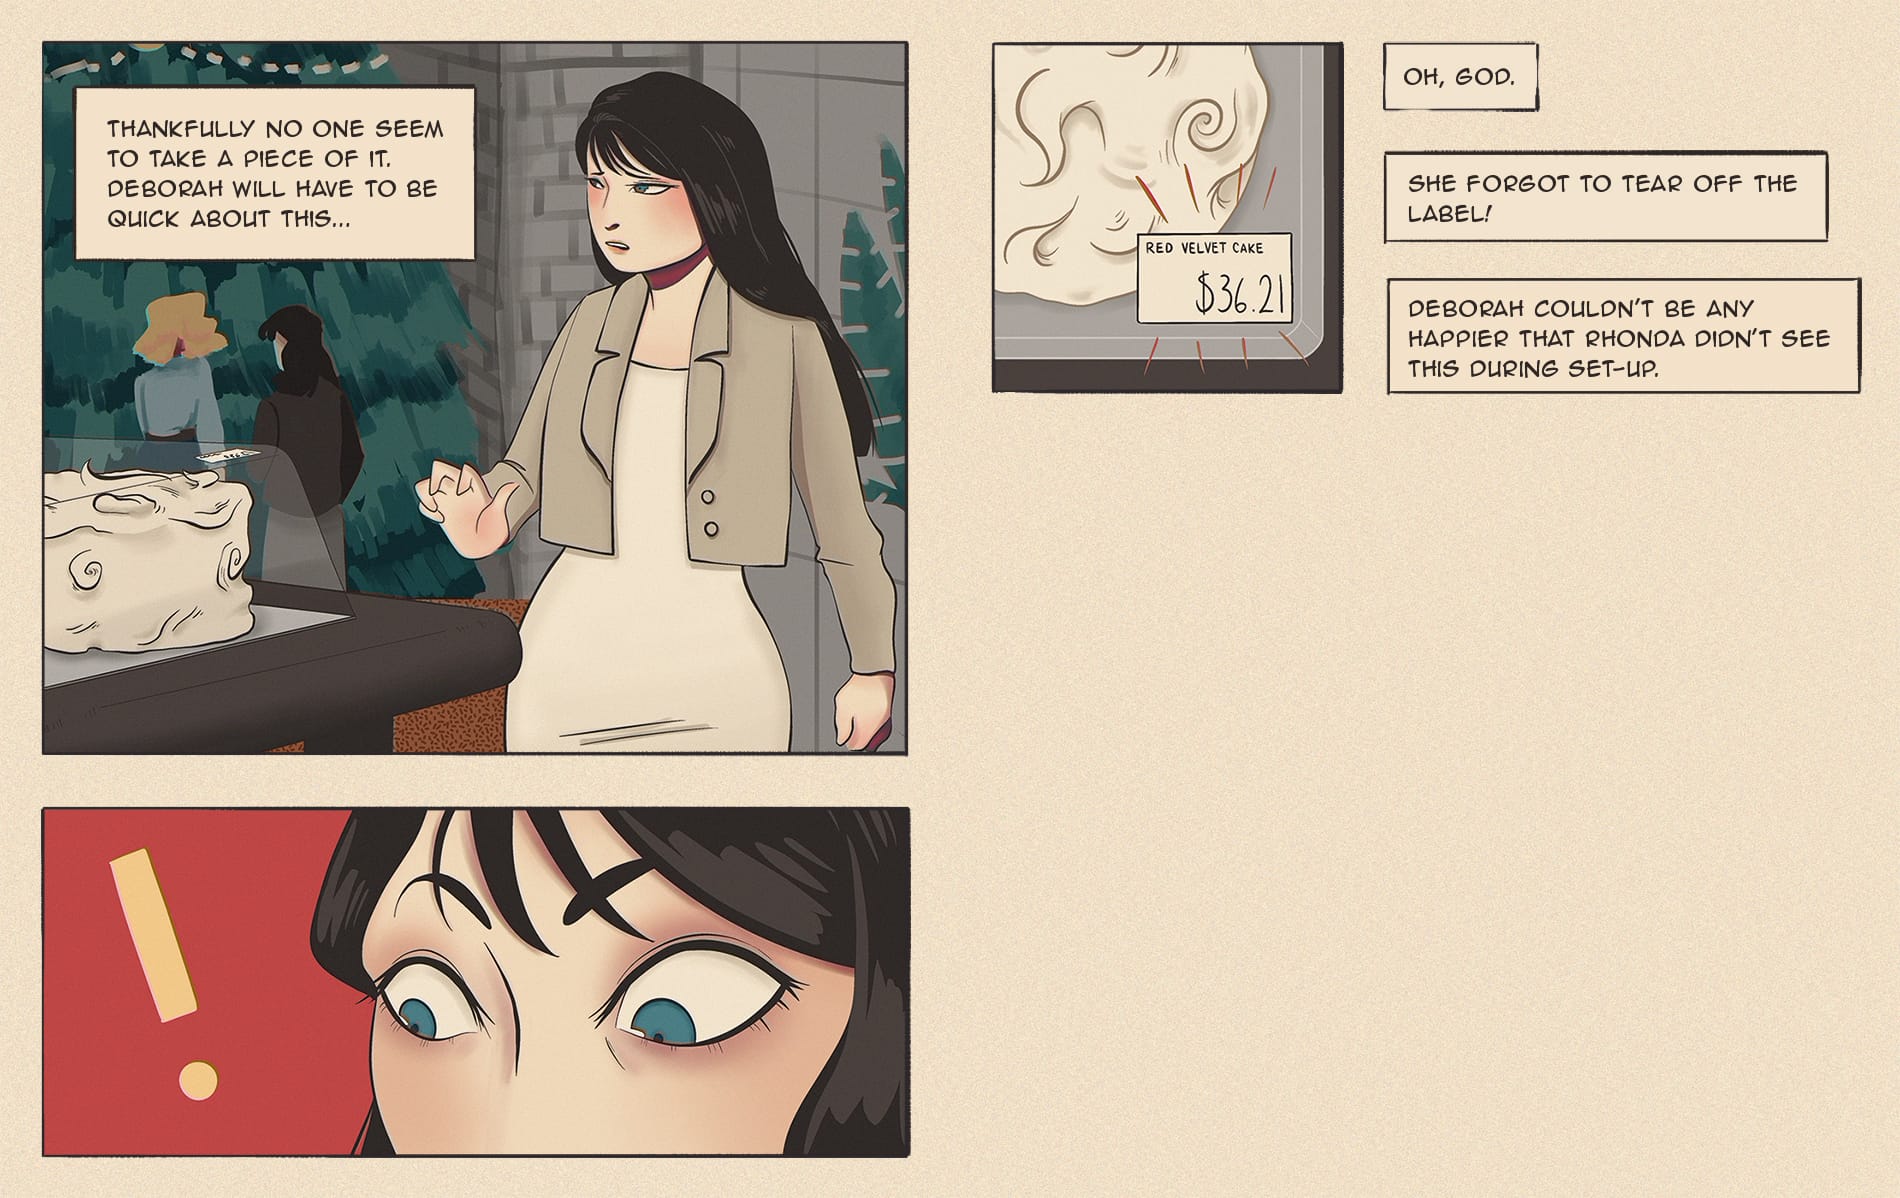 THANKFULLY NO ONE SEEM
TO TAKE A PIECE OF IT.
DEBORAH WILL HAVE TO BE
QUICK ABOUT THIS...
!
RED VELVET CAKE
$36.21
OH, GOD.
SHE FORGOT TO TEAR OFF THE
LABEL!
DEBORAH COULDN'T BE ANY
HAPPIER THAT RHONDA DIDN'T SEE
THIS DURING SET-UP.